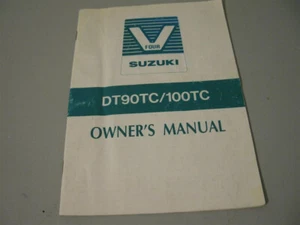 V
FOUR
SUZUKI
DT90TC/100TC
OWNER'S MANUAL